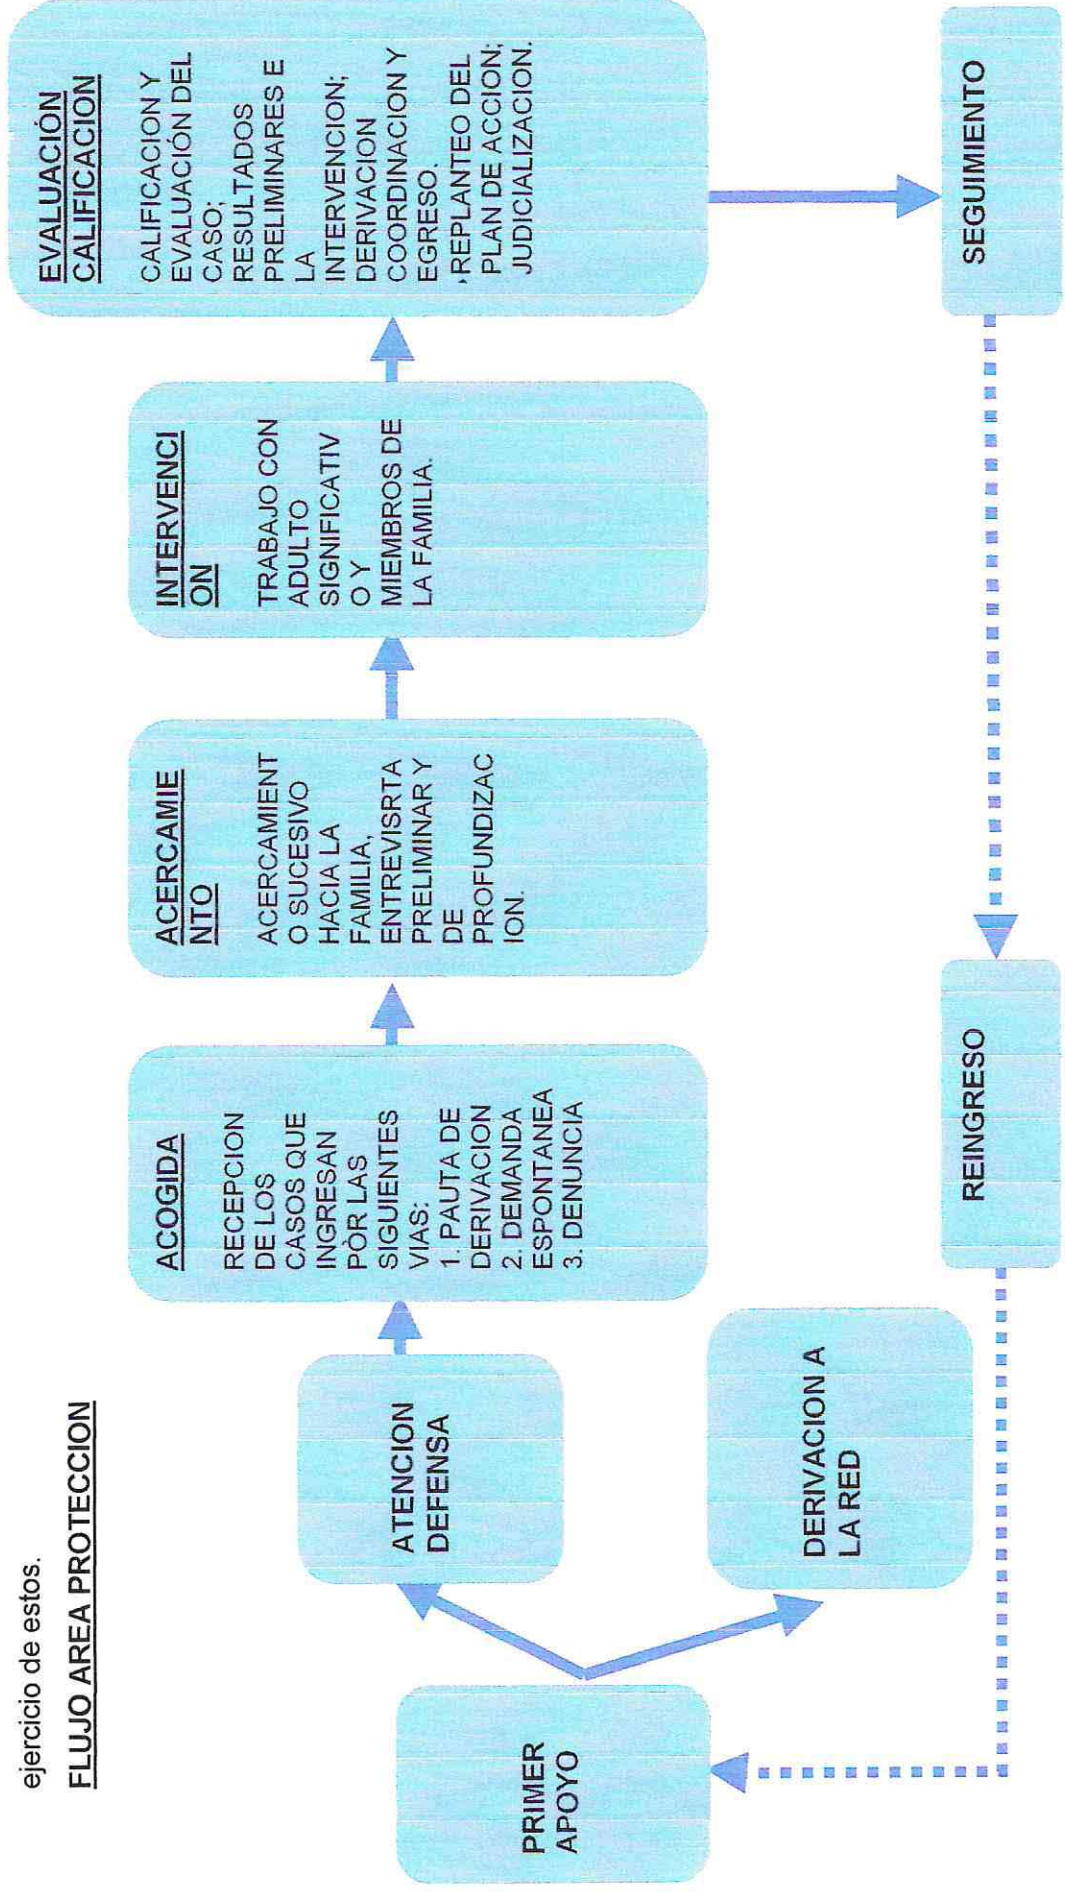 ejercicio de estos.
FLUJO AREA PROTECCION
PRIMER
APOYO
ATENCION
DEFENSA
DERIVACION A
LA RED
ACOGIDA
RECEPCION
DE LOS
CASOS QUE
INGRESAN
PÒR LAS
SIGUIENTES
VIAS:
1. PAUTA DE
DERIVACION
2. DEMANDA
ESPONTANEA
3. DENUNCIA
ACERCAMIE
NTO
ACERCAMIENT
O SUCESIVO
HACIA LA
FAMILIA,
ENTREVISRTA
PRELIMINAR Y
DE
PROFUNDIZAC
ION.
INTERVENCI
ON
TRABAJO CON
ADULTO
SIGNIFICATIV
O Y
MIEMBROS DE
LA FAMILIA.
EVALUACIÓN
CALIFICACION
CALIFICACION Y
EVALUACIÓN DEL
CASO;
RESULTADOS
PRELIMINARES E
LA
INTERVENCION;
DERIVACION
COORDINACION Y
EGRESO.
REPLANTEO DEL
PLAN DE ACCION;
JUDICIALIZACION.
SEGUIMIENTO
REINGRESO